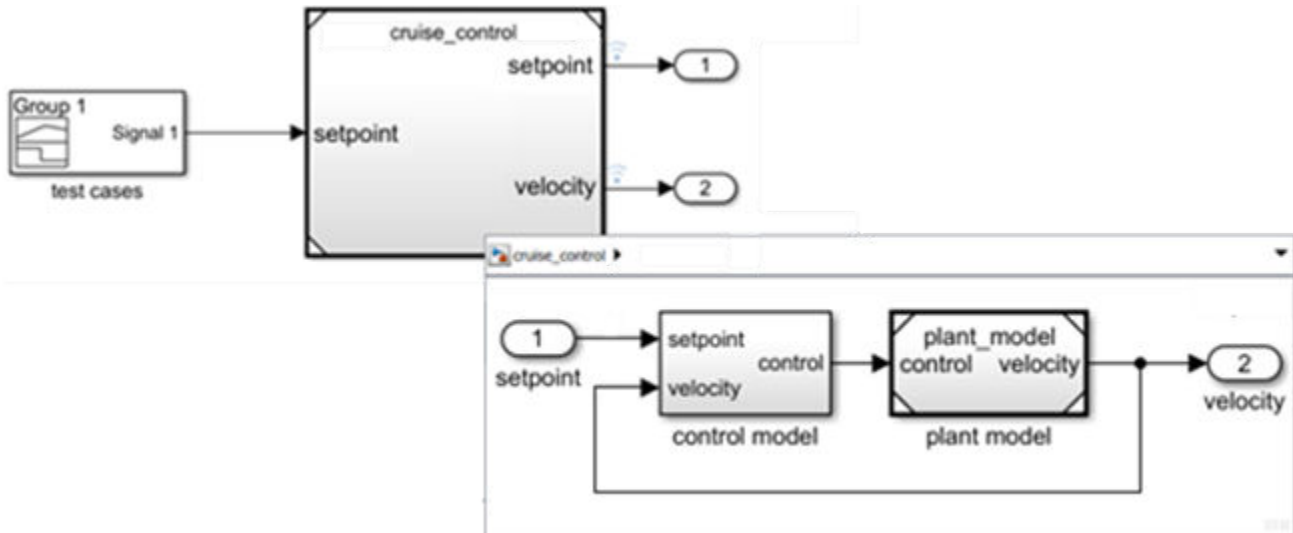 cruise_control
setpoint
1
Group 1
Signal 1
setpoint
test cases
velocity
2
cruise_control
1
setpoint
setpoint
velocity
control
control model
plant_model
control velocity
plant model
2
velocity